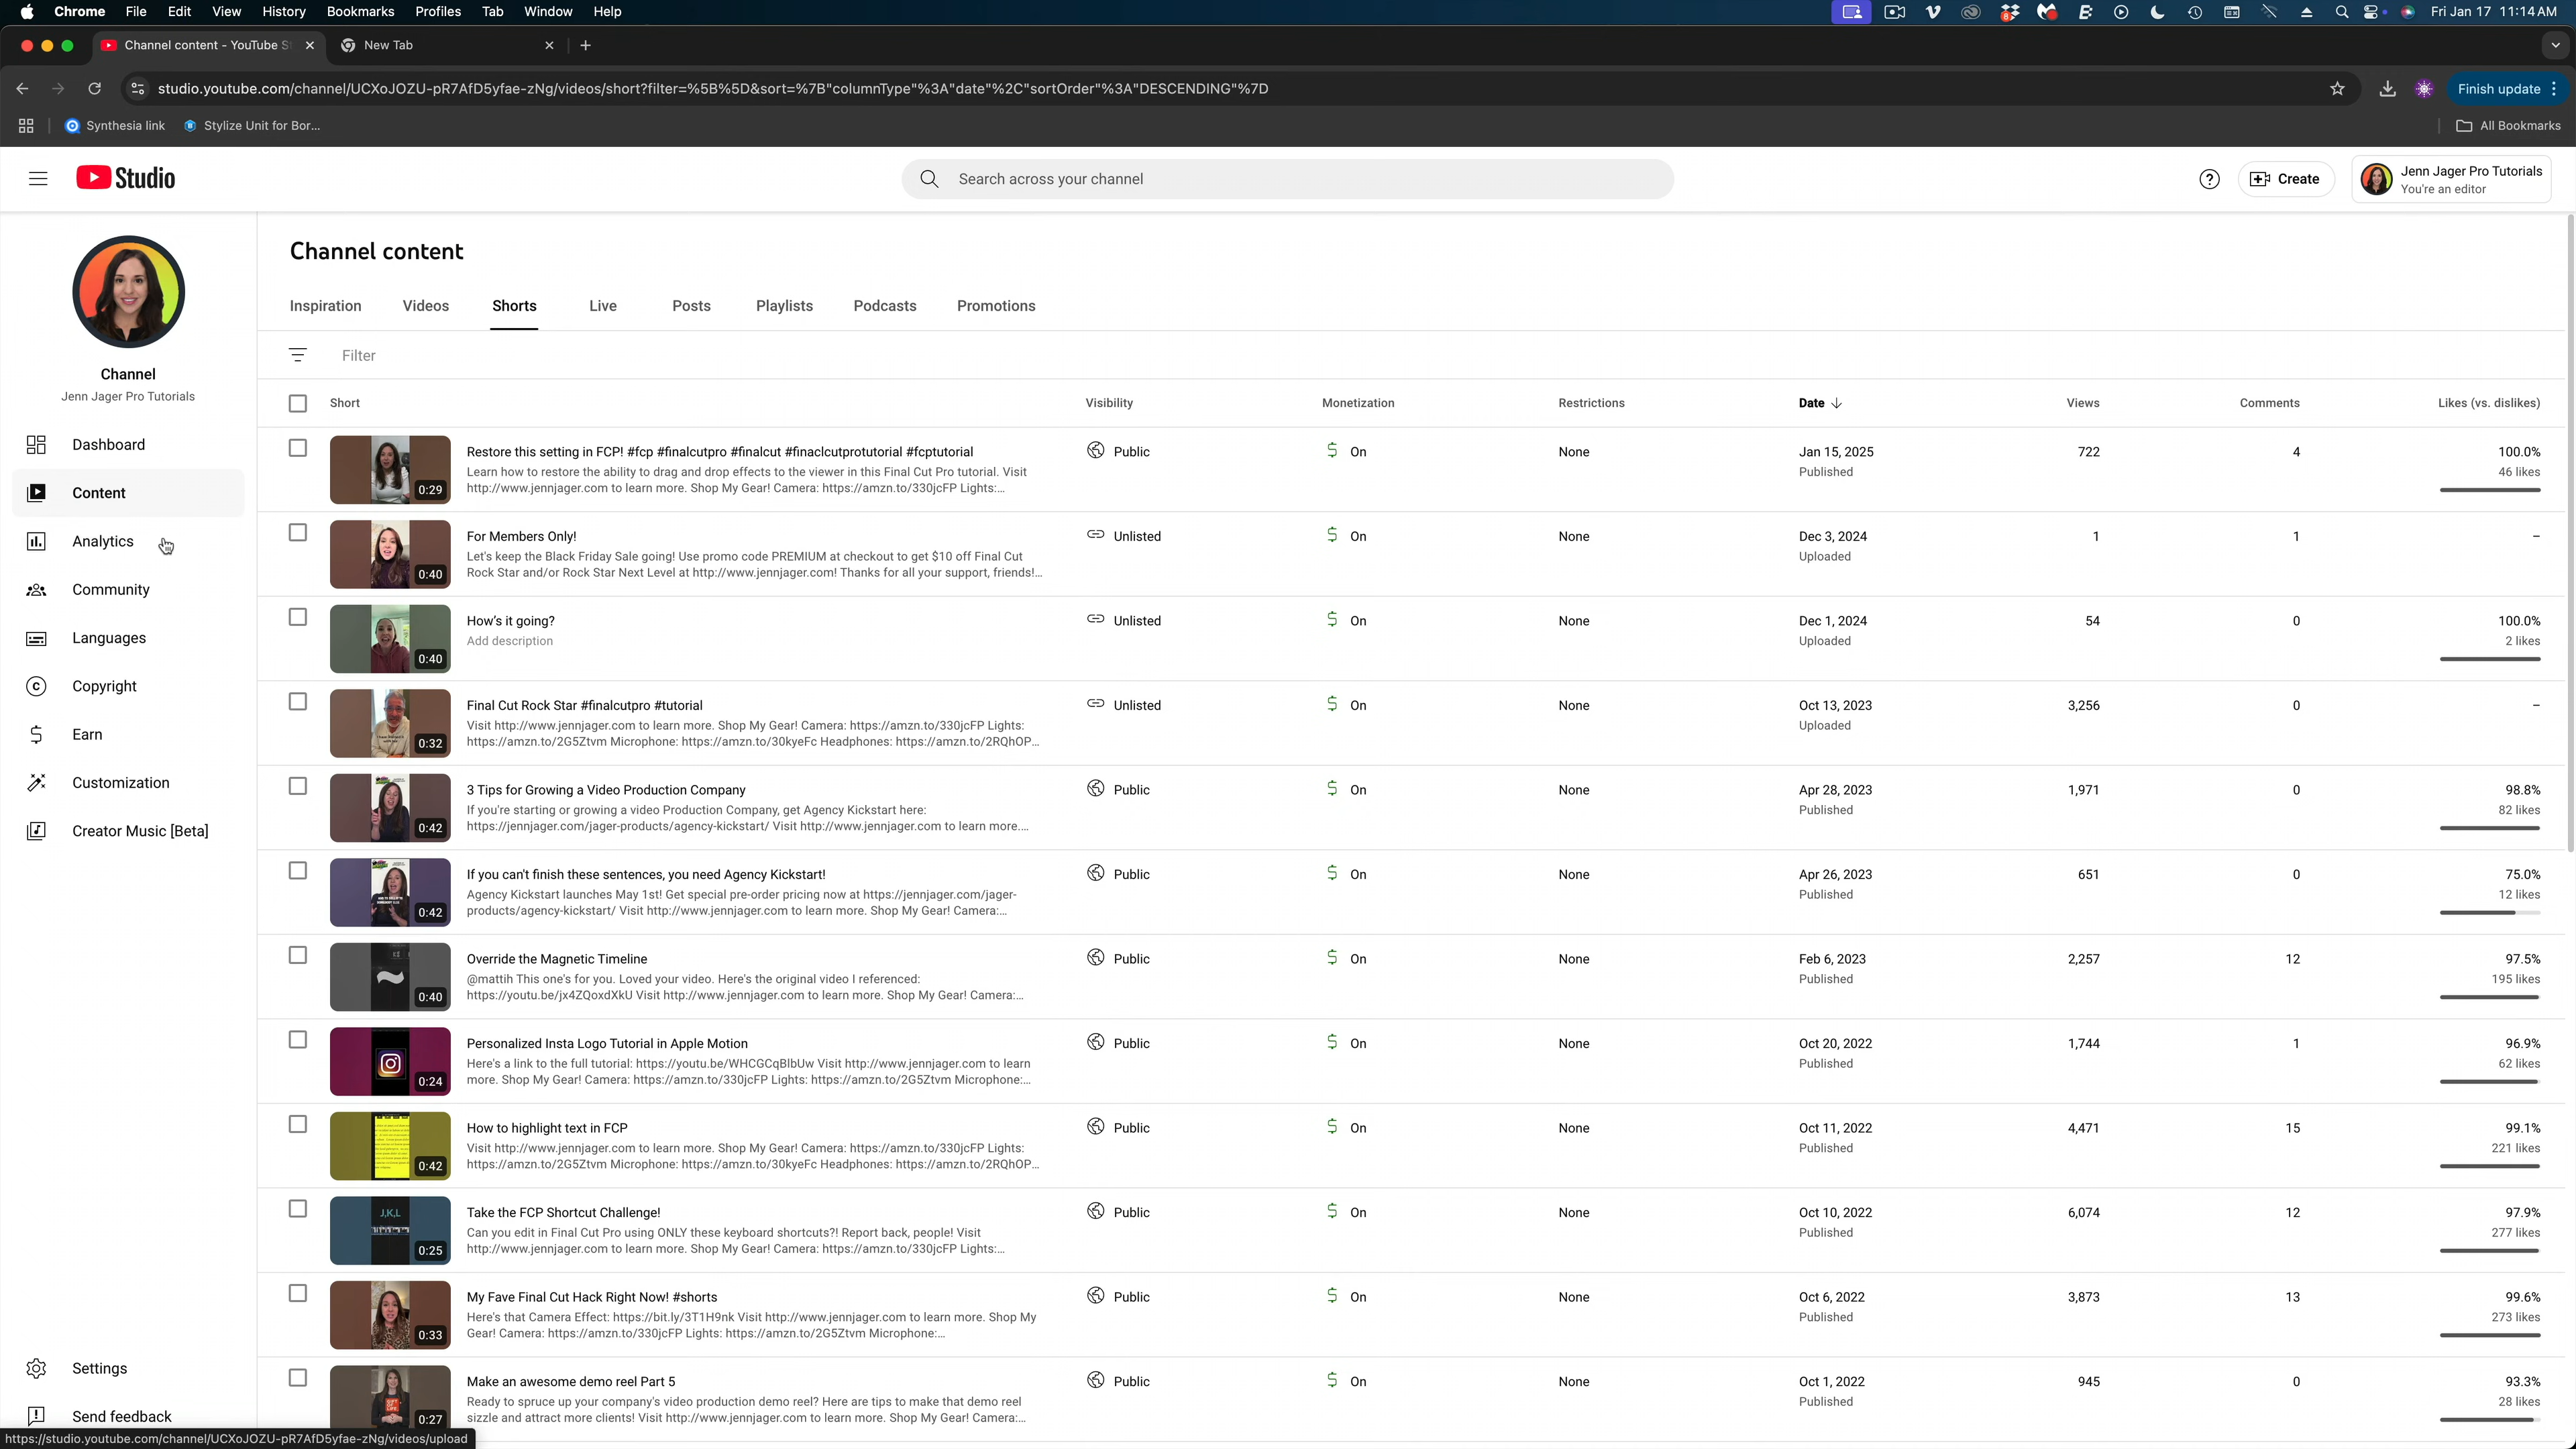 Chrome File Edit View History Bookmarks Profiles Tab Window Help Fri Jan 17 11:14 AM
Channel content - YouTube S New Tab
studio.youtube.com/channel/UCXoJOZU-pR7AfD5yfae-zNg/videos/short?filter=%5B%5D&sort=%7B"columnType"%3A"date"%2C"sortOrder"%3A"DESCENDING"%7D Finish update
Synthesia link Stylize Unit for Bor... All Bookmarks
Studio Search across your channel Create Jenn Jager Pro Tutorials
You're an editor
Channel
Jenn Jager Pro Tutorials
Dashboard
Content
Analytics
Community
Languages
Copyright
Earn
Customization
Creator Music [Beta]
Settings
Send feedback
Channel content
Inspiration Videos Shorts Live Posts Playlists Podcasts Promotions
Filter
Short Visibility Monetization Restrictions Date Views Comments Likes (vs. dislikes)
Restore this setting in FCP! #fcp #finalcutpro #finalcut #finaclcutprotutorial #fcptutorial Public On None Jan 15, 2025 722 4 100.0%
Learn how to restore the ability to drag and drop effects to the viewer in this Final Cut Pro tutorial. Visit Published 46 likes
0:29 http://www.jennjager.com to learn more. Shop My Gear! Camera: https://amzn.to/330jcFP Lights:...
For Members Only! Unlisted On None Dec 3, 2024 1 1 –
Let's keep the Black Friday Sale going! Use promo code PREMIUM at checkout to get $10 off Final Cut Uploaded
0:40 Rock Star and/or Rock Star Next Level at http://www.jennjager.com! Thanks for all your support, friends!...
How's it going? Unlisted On None Dec 1, 2024 54 0 100.0%
Add description Uploaded 2 likes
0:40
Final Cut Rock Star #finalcutpro #tutorial Unlisted On None Oct 13, 2023 3,256 0 –
Visit http://www.jennjager.com to learn more. Shop My Gear! Camera: https://amzn.to/330jcFP Lights: Uploaded
0:32 https://amzn.to/2G5Ztvm Microphone: https://amzn.to/30kyeFc Headphones: https://amzn.to/2RQhOP...
3 Tips for Growing a Video Production Company Public On None Apr 28, 2023 1,971 0 98.8%
If you're starting or growing a video Production Company, get Agency Kickstart here: Published 82 likes
0:42 https://jennjager.com/jager-products/agency-kickstart/ Visit http://www.jennjager.com to learn more....
If you can't finish these sentences, you need Agency Kickstart! Public On None Apr 26, 2023 651 0 75.0%
Agency Kickstart launches May 1st! Get special pre-order pricing now at https://jennjager.com/jager- Published 12 likes
0:42 products/agency-kickstart/ Visit http://www.jennjager.com to learn more. Shop My Gear! Camera:...
Override the Magnetic Timeline Public On None Feb 6, 2023 2,257 12 97.5%
@mattih This one's for you. Loved your video. Here's the original video I referenced: Published 195 likes
0:40 https://youtu.be/jx4ZQoxdXkU Visit http://www.jennjager.com to learn more. Shop My Gear! Camera:...
Personalized Insta Logo Tutorial in Apple Motion Public On None Oct 20, 2022 1,744 1 96.9%
Here's a link to the full tutorial: https://youtu.be/WHCGCqBlbUw Visit http://www.jennjager.com to learn Published 62 likes
0:24 more. Shop My Gear! Camera: https://amzn.to/330jcFP Lights: https://amzn.to/2G5Ztvm Microphone:...
How to highlight text in FCP Public On None Oct 11, 2022 4,471 15 99.1%
Visit http://www.jennjager.com to learn more. Shop My Gear! Camera: https://amzn.to/330jcFP Lights: Published 221 likes
0:42 https://amzn.to/2G5Ztvm Microphone: https://amzn.to/30kyeFc Headphones: https://amzn.to/2RQhOP...
J,K,L Take the FCP Shortcut Challenge! Public On None Oct 10, 2022 6,074 12 97.9%
Can you edit in Final Cut Pro using ONLY these keyboard shortcuts?! Report back, people! Visit Published 277 likes
0:25 http://www.jennjager.com to learn more. Shop My Gear! Camera: https://amzn.to/330jcFP Lights:...
My Fave Final Cut Hack Right Now! #shorts Public On None Oct 6, 2022 3,873 13 99.6%
Here's that Camera Effect: https://bit.ly/3T1H9nk Visit http://www.jennjager.com to learn more. Shop My Published 273 likes
0:33 Gear! Camera: https://amzn.to/330jcFP Lights: https://amzn.to/2G5Ztvm Microphone:...
Make an awesome demo reel Part 5 Public On None Oct 1, 2022 945 0 93.3%
Ready to spruce up your company's video production demo reel? Here are tips to make that demo reel Published 28 likes
0:27 sizzle and attract more clients! Visit http://www.jennjager.com to learn more. Shop My Gear! Camera:...
https://studio.youtube.com/channel/UCXoJOZU-pR7AfD5yfae-zNg/videos/upload